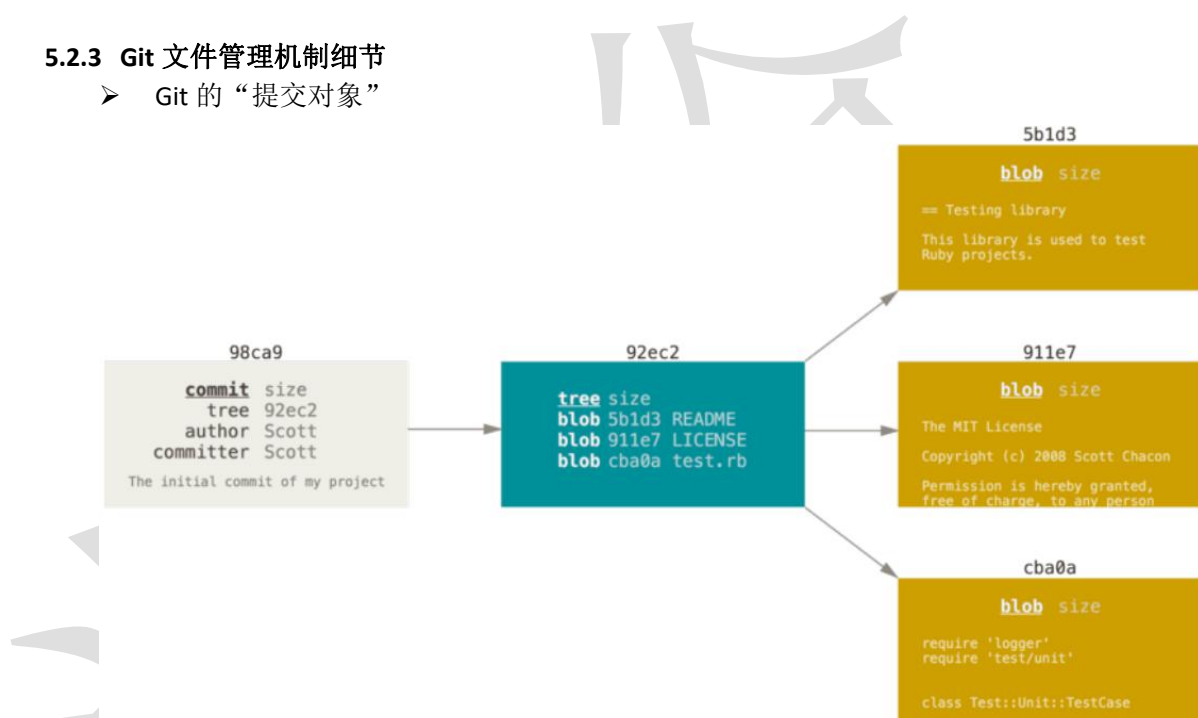 5.2.3 Git 文件管理机制细节
➢ Git 的“提交对象”
5b1d3
blob size
== Testing library
This library is used to test
Ruby projects.
98ca9
commit size
tree 92ec2
author Scott
committer Scott
The initial commit of my project
92ec2
tree size
blob 5b1d3 README
blob 911e7 LICENSE
blob cba0a test.rb
911e7
blob size
The MIT License
Copyright (c) 2008 Scott Chacon
Permission is hereby granted,
free of charge, to any person
cba0a
blob size
require 'logger'
require 'test/unit'
class Test::Unit::TestCase